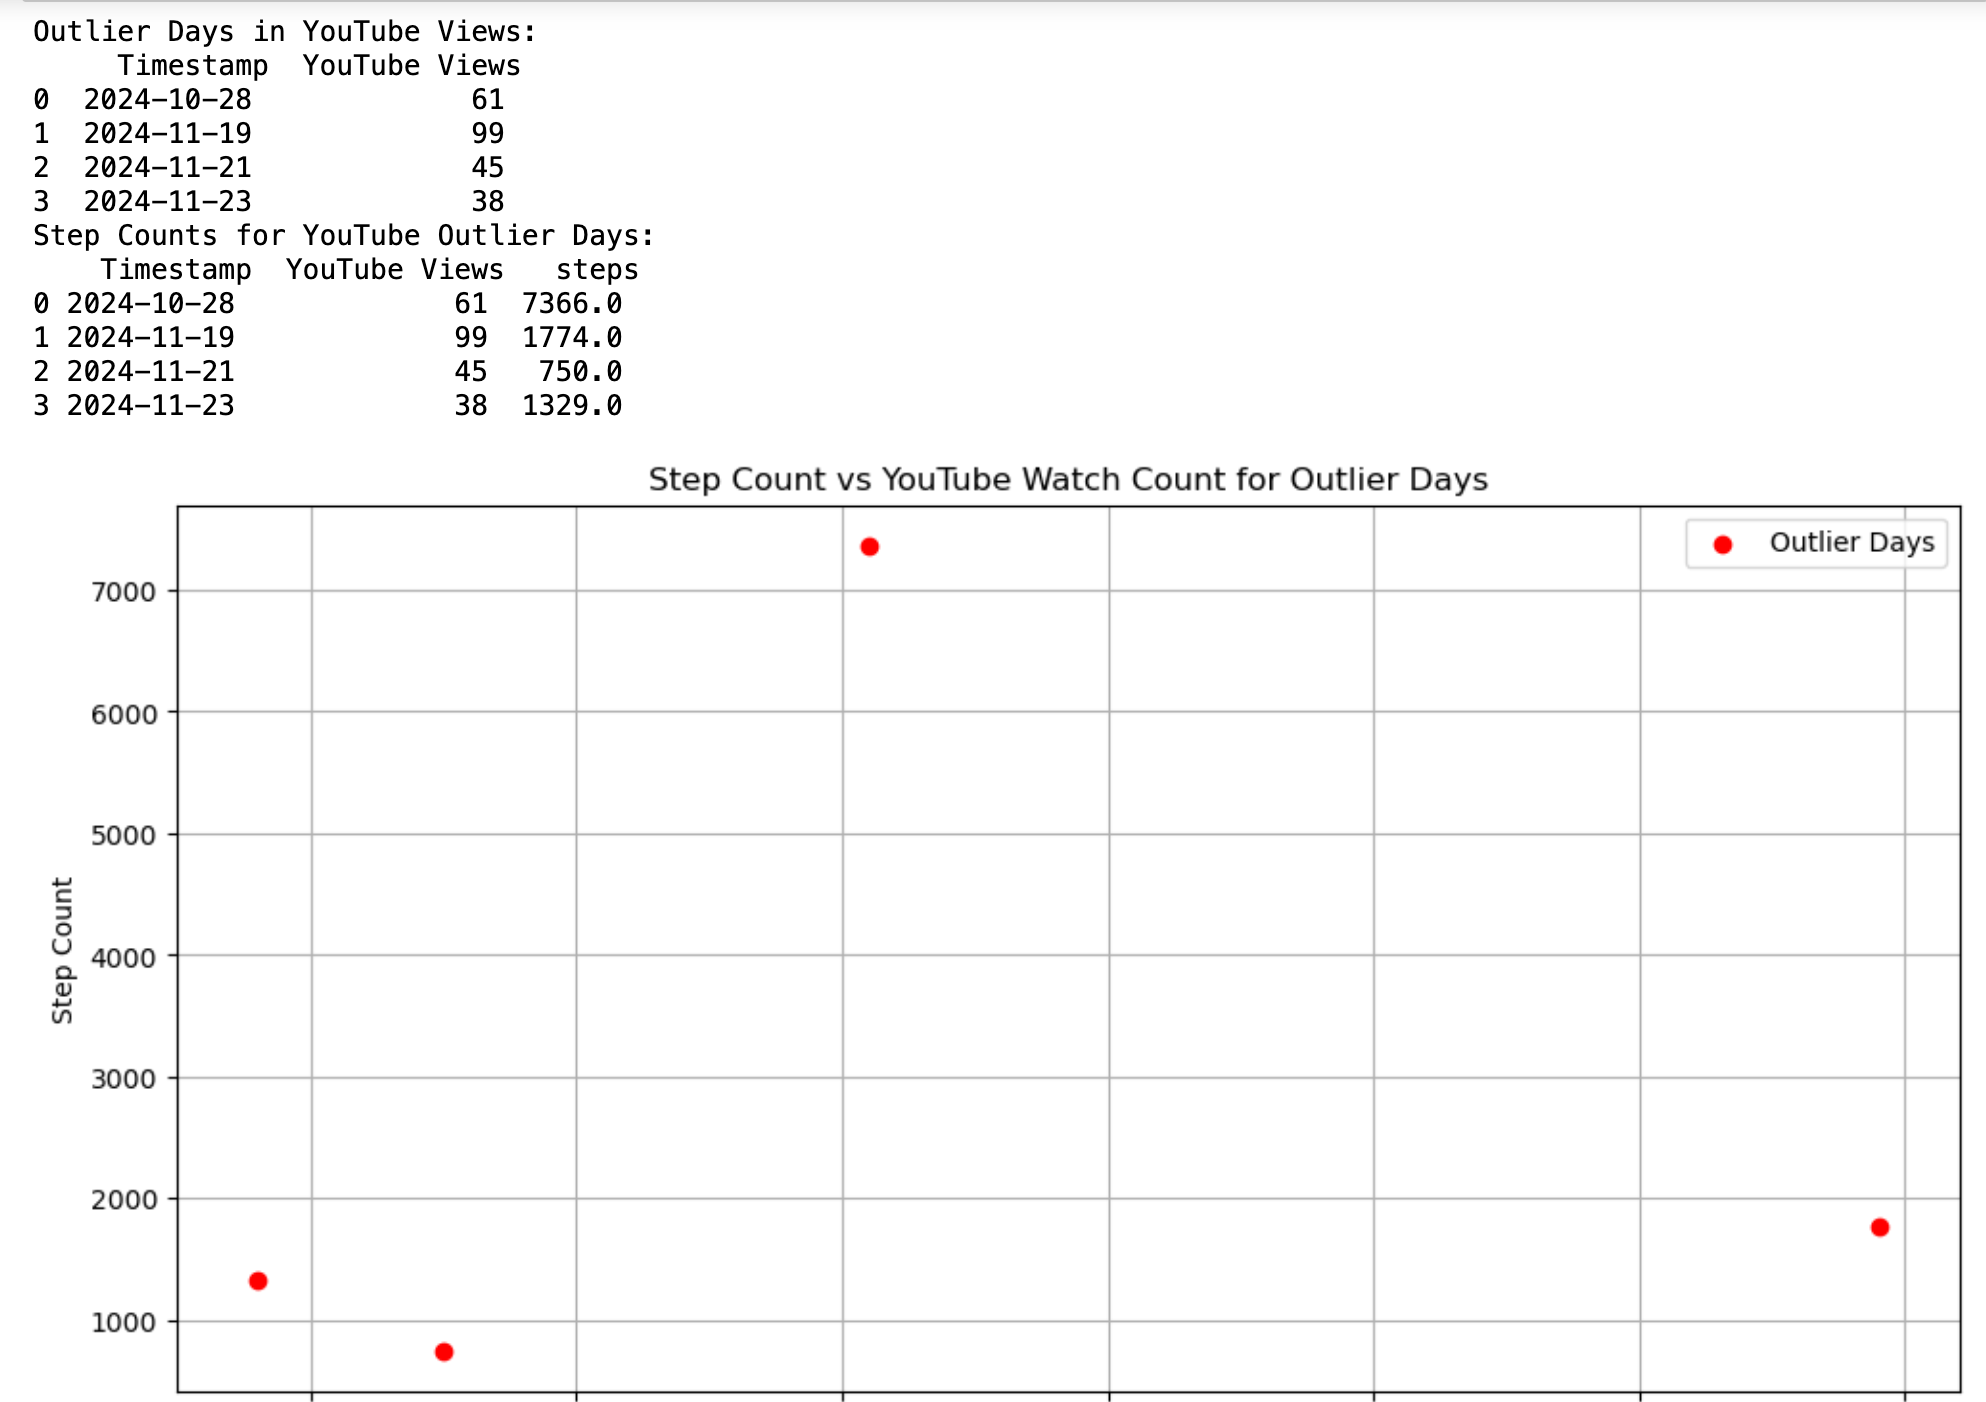 Outlier Days in YouTube Views:
Timestamp YouTube Views
0 2024-10-28 61
1 2024-11-19 99
2 2024-11-21 45
3 2024-11-23 38
Step Counts for YouTube Outlier Days:
Timestamp YouTube Views steps
0 2024-10-28 61 7366.0
1 2024-11-19 99 1774.0
2 2024-11-21 45 750.0
3 2024-11-23 38 1329.0
Step Count vs YouTube Watch Count for Outlier Days
Outlier Days
7000
6000
5000
4000
3000
2000
1000
Step Count